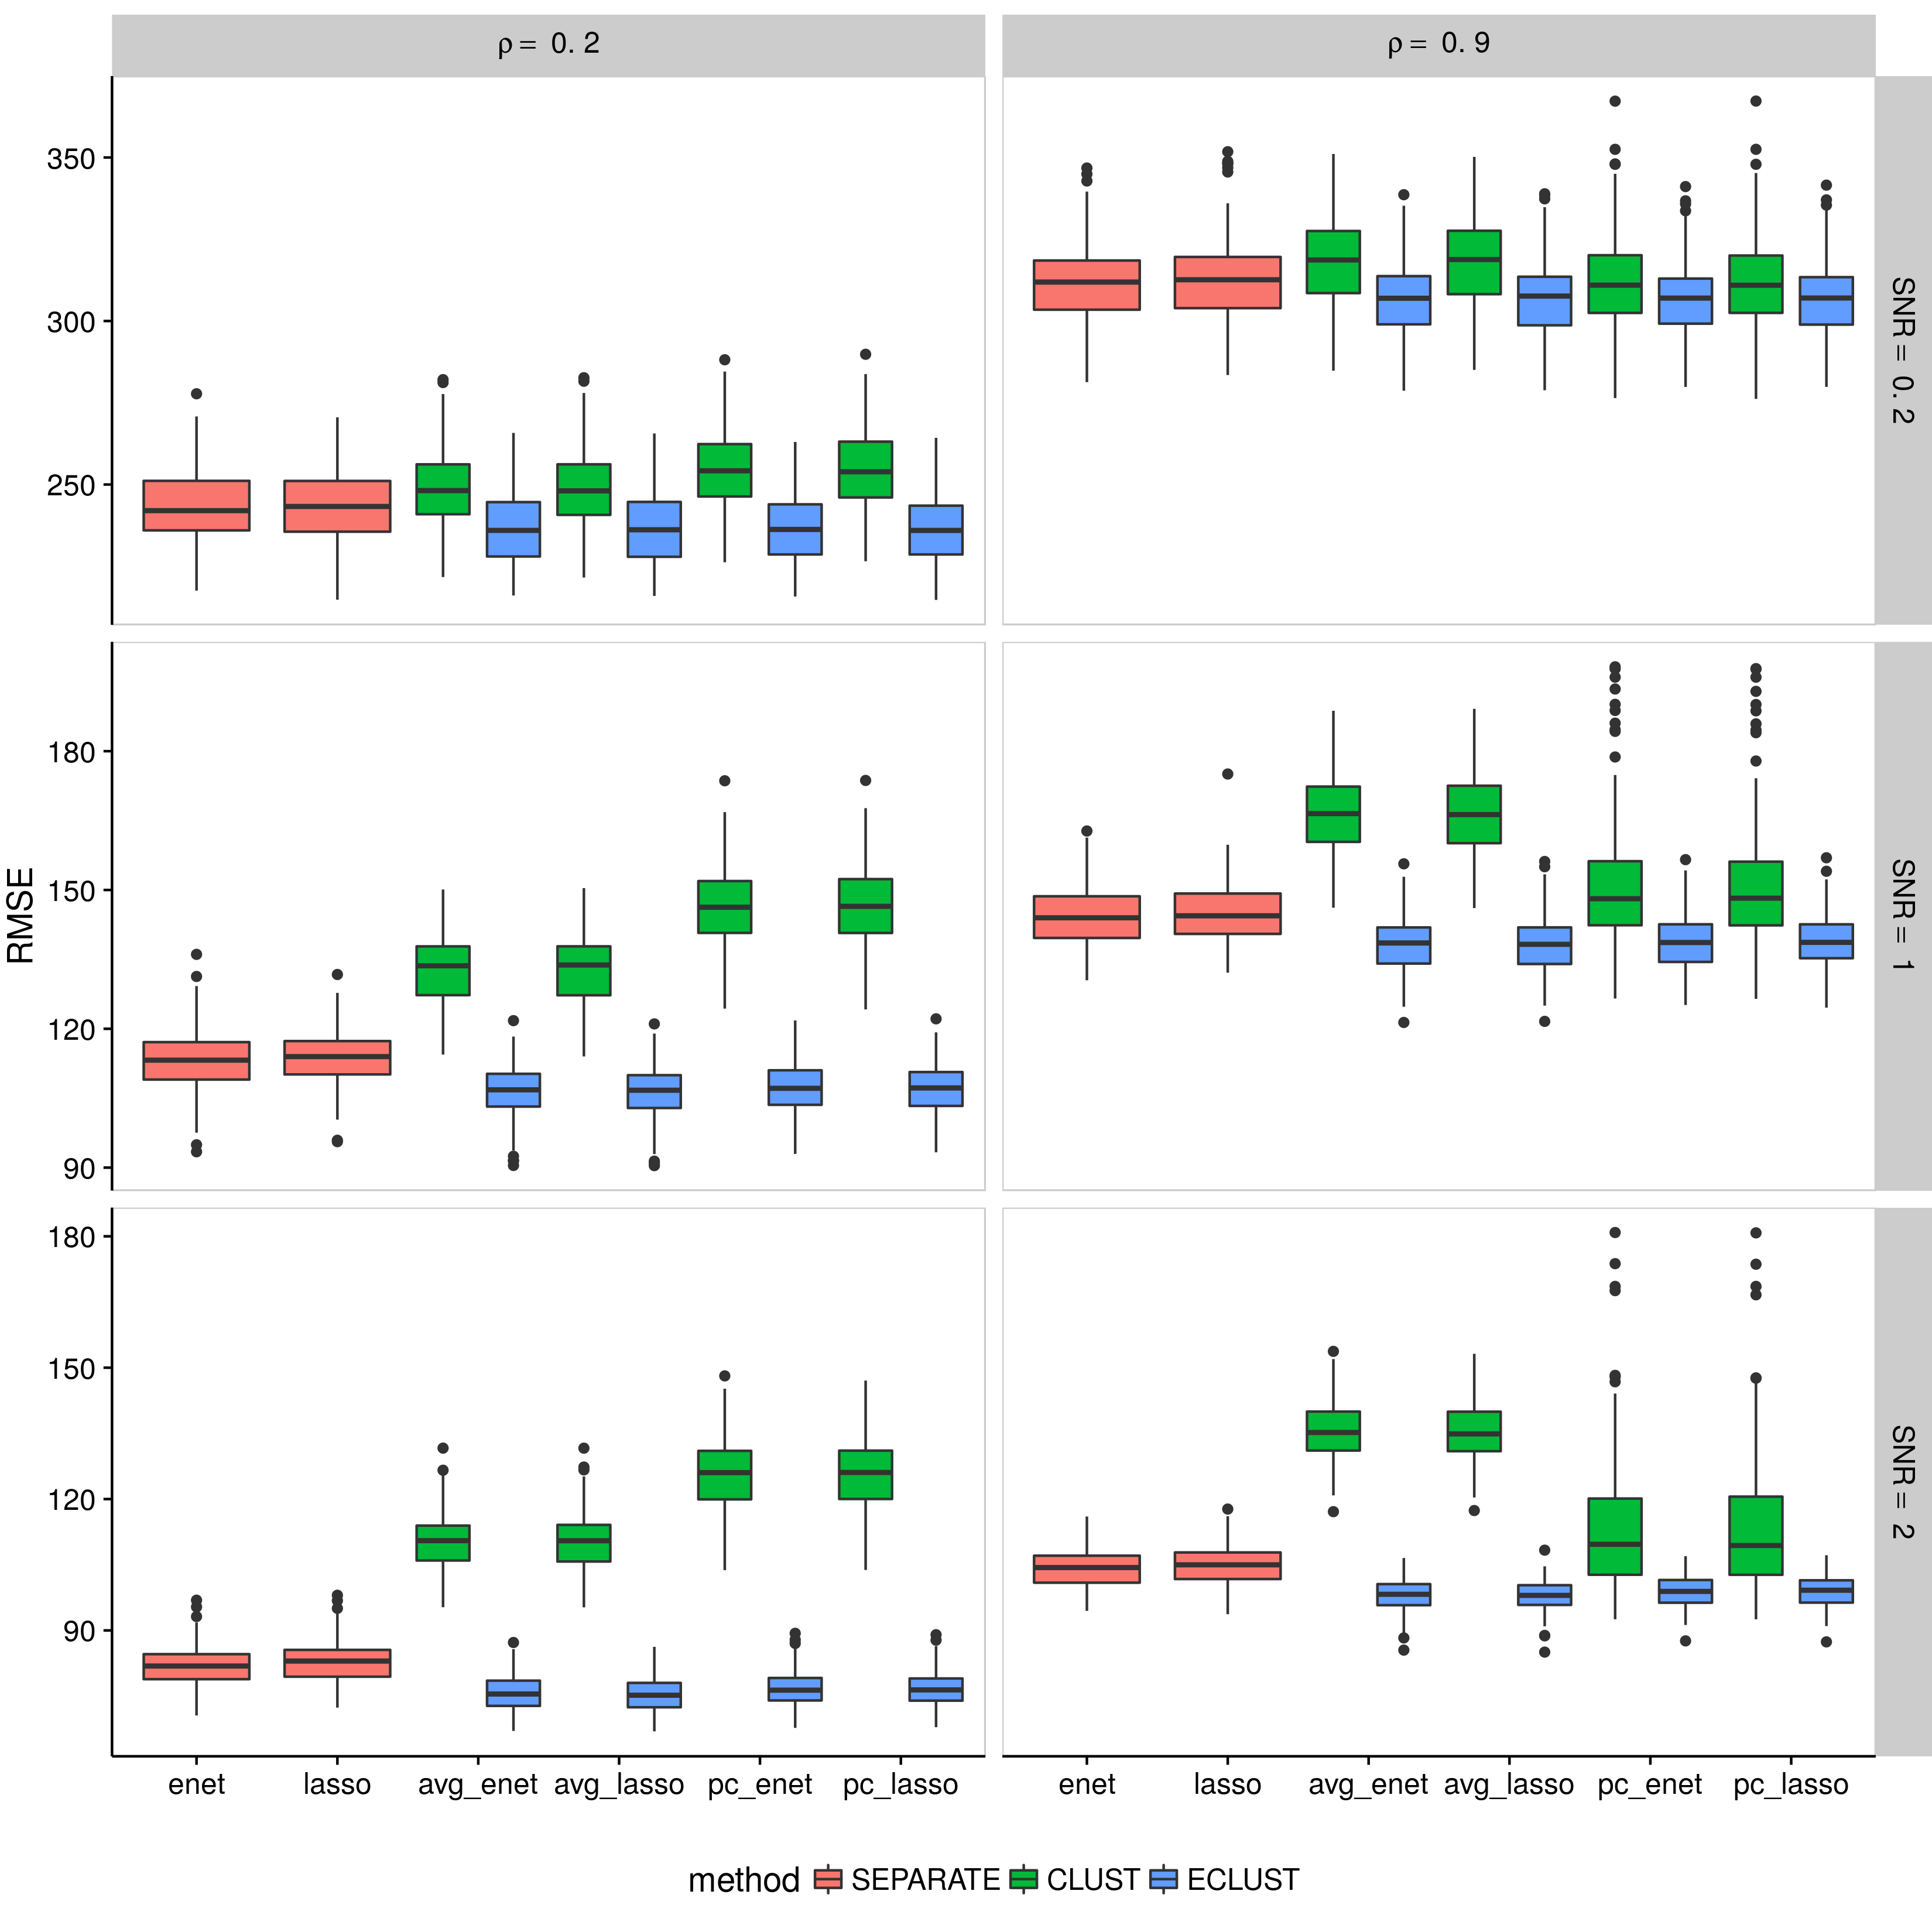 ρ = 0. 2
ρ = 0. 9
350
300
250
SNR = 0. 2
RMSE
180
150
120
90
SNR = 1
180
150
120
90
SNR = 2
enet lasso avg_enet avg_lasso pc_enet pc_lasso
enet lasso avg_enet avg_lasso pc_enet pc_lasso
method SEPARATE CLUST ECLUST